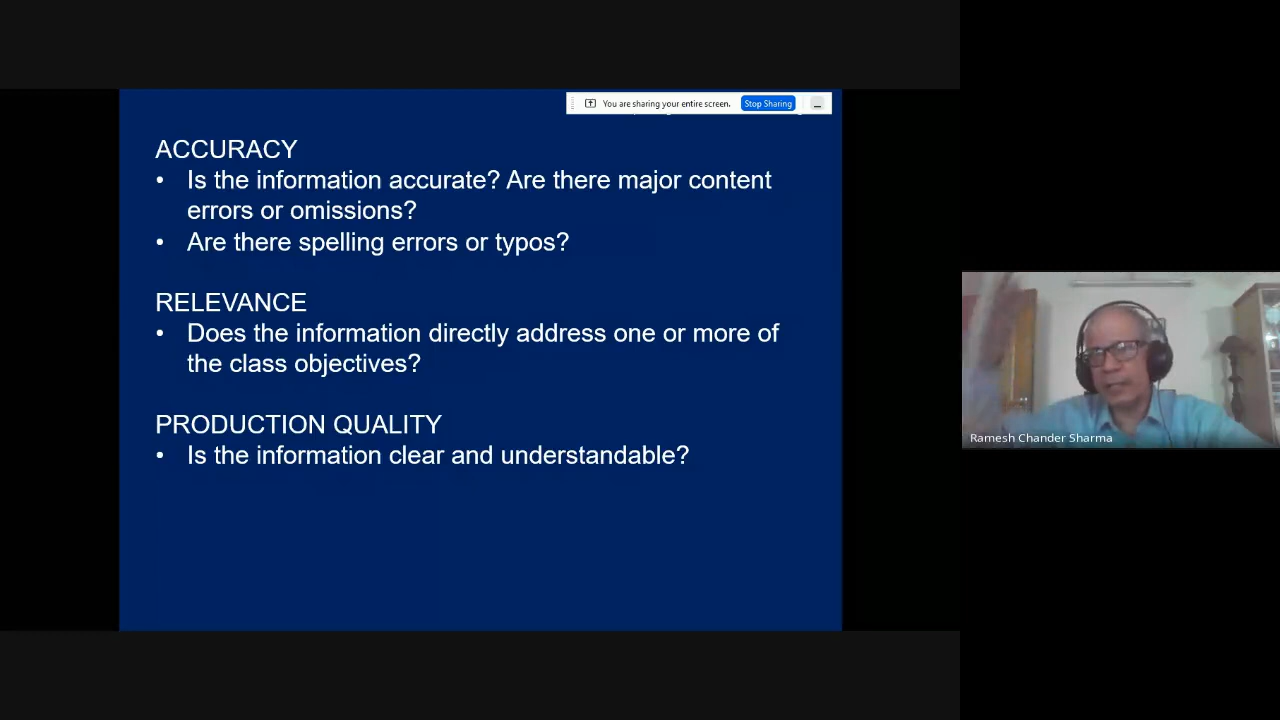 You are sharing your entire screen. Stop Sharing
ACCURACY
• Is the information accurate? Are there major content
errors or omissions?
• Are there spelling errors or typos?
RELEVANCE
• Does the information directly address one or more of
the class objectives?
PRODUCTION QUALITY
• Is the information clear and understandable?
Ramesh Chander Sharma